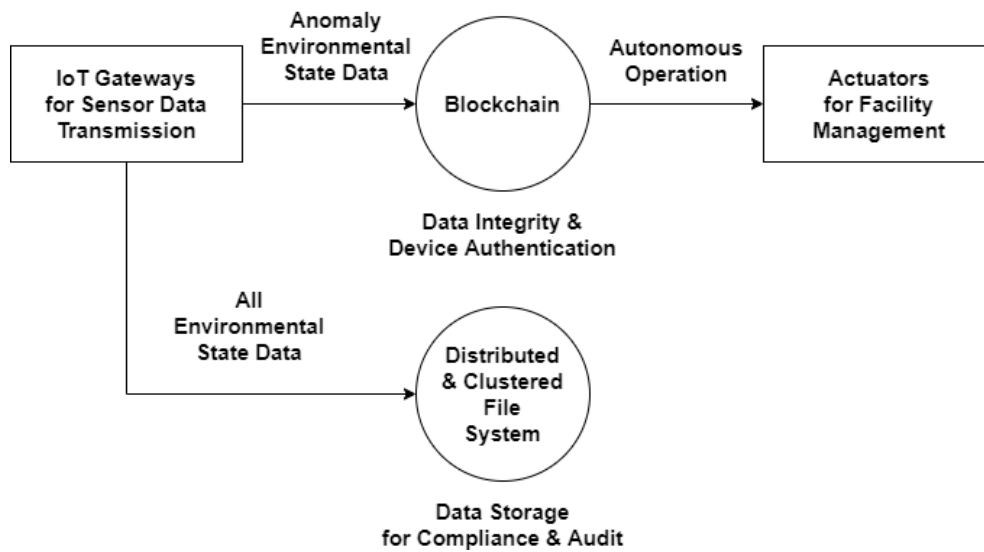 Anomaly
Environmental
State Data
IoT Gateways
for Sensor Data
Transmission
Blockchain
Autonomous
Operation
Actuators
for Facility
Management
Data Integrity &
Device Authentication
All
Environmental
State Data
Distributed
& Clustered
File
System
Data Storage
for Compliance & Audit